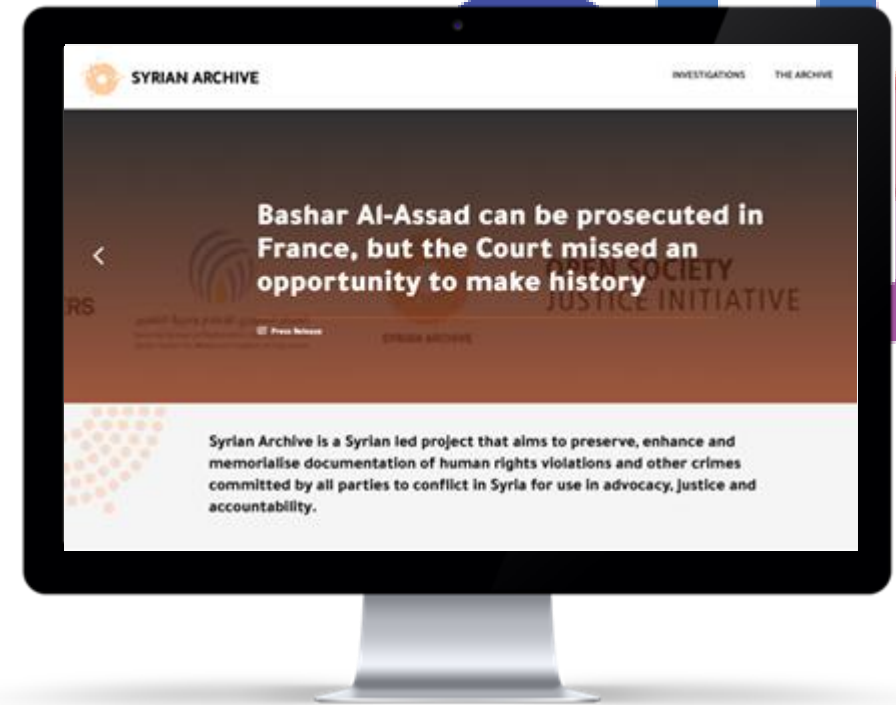 SYRIAN ARCHIVE
INVESTIGATIONS THE ARCHIVE
Bashar Al-Assad can be prosecuted in
France, but the Court missed an
opportunity to make history
OPEN SOCIETY
JUSTICE INITIATIVE
ERS
Press Release
SYRIAN ARCHIVE
Syrian Archive is a Syrian led project that aims to preserve, enhance and
memorialise documentation of human rights violations and other crimes
committed by all parties to conflict in Syria for use in advocacy, justice and
accountability.